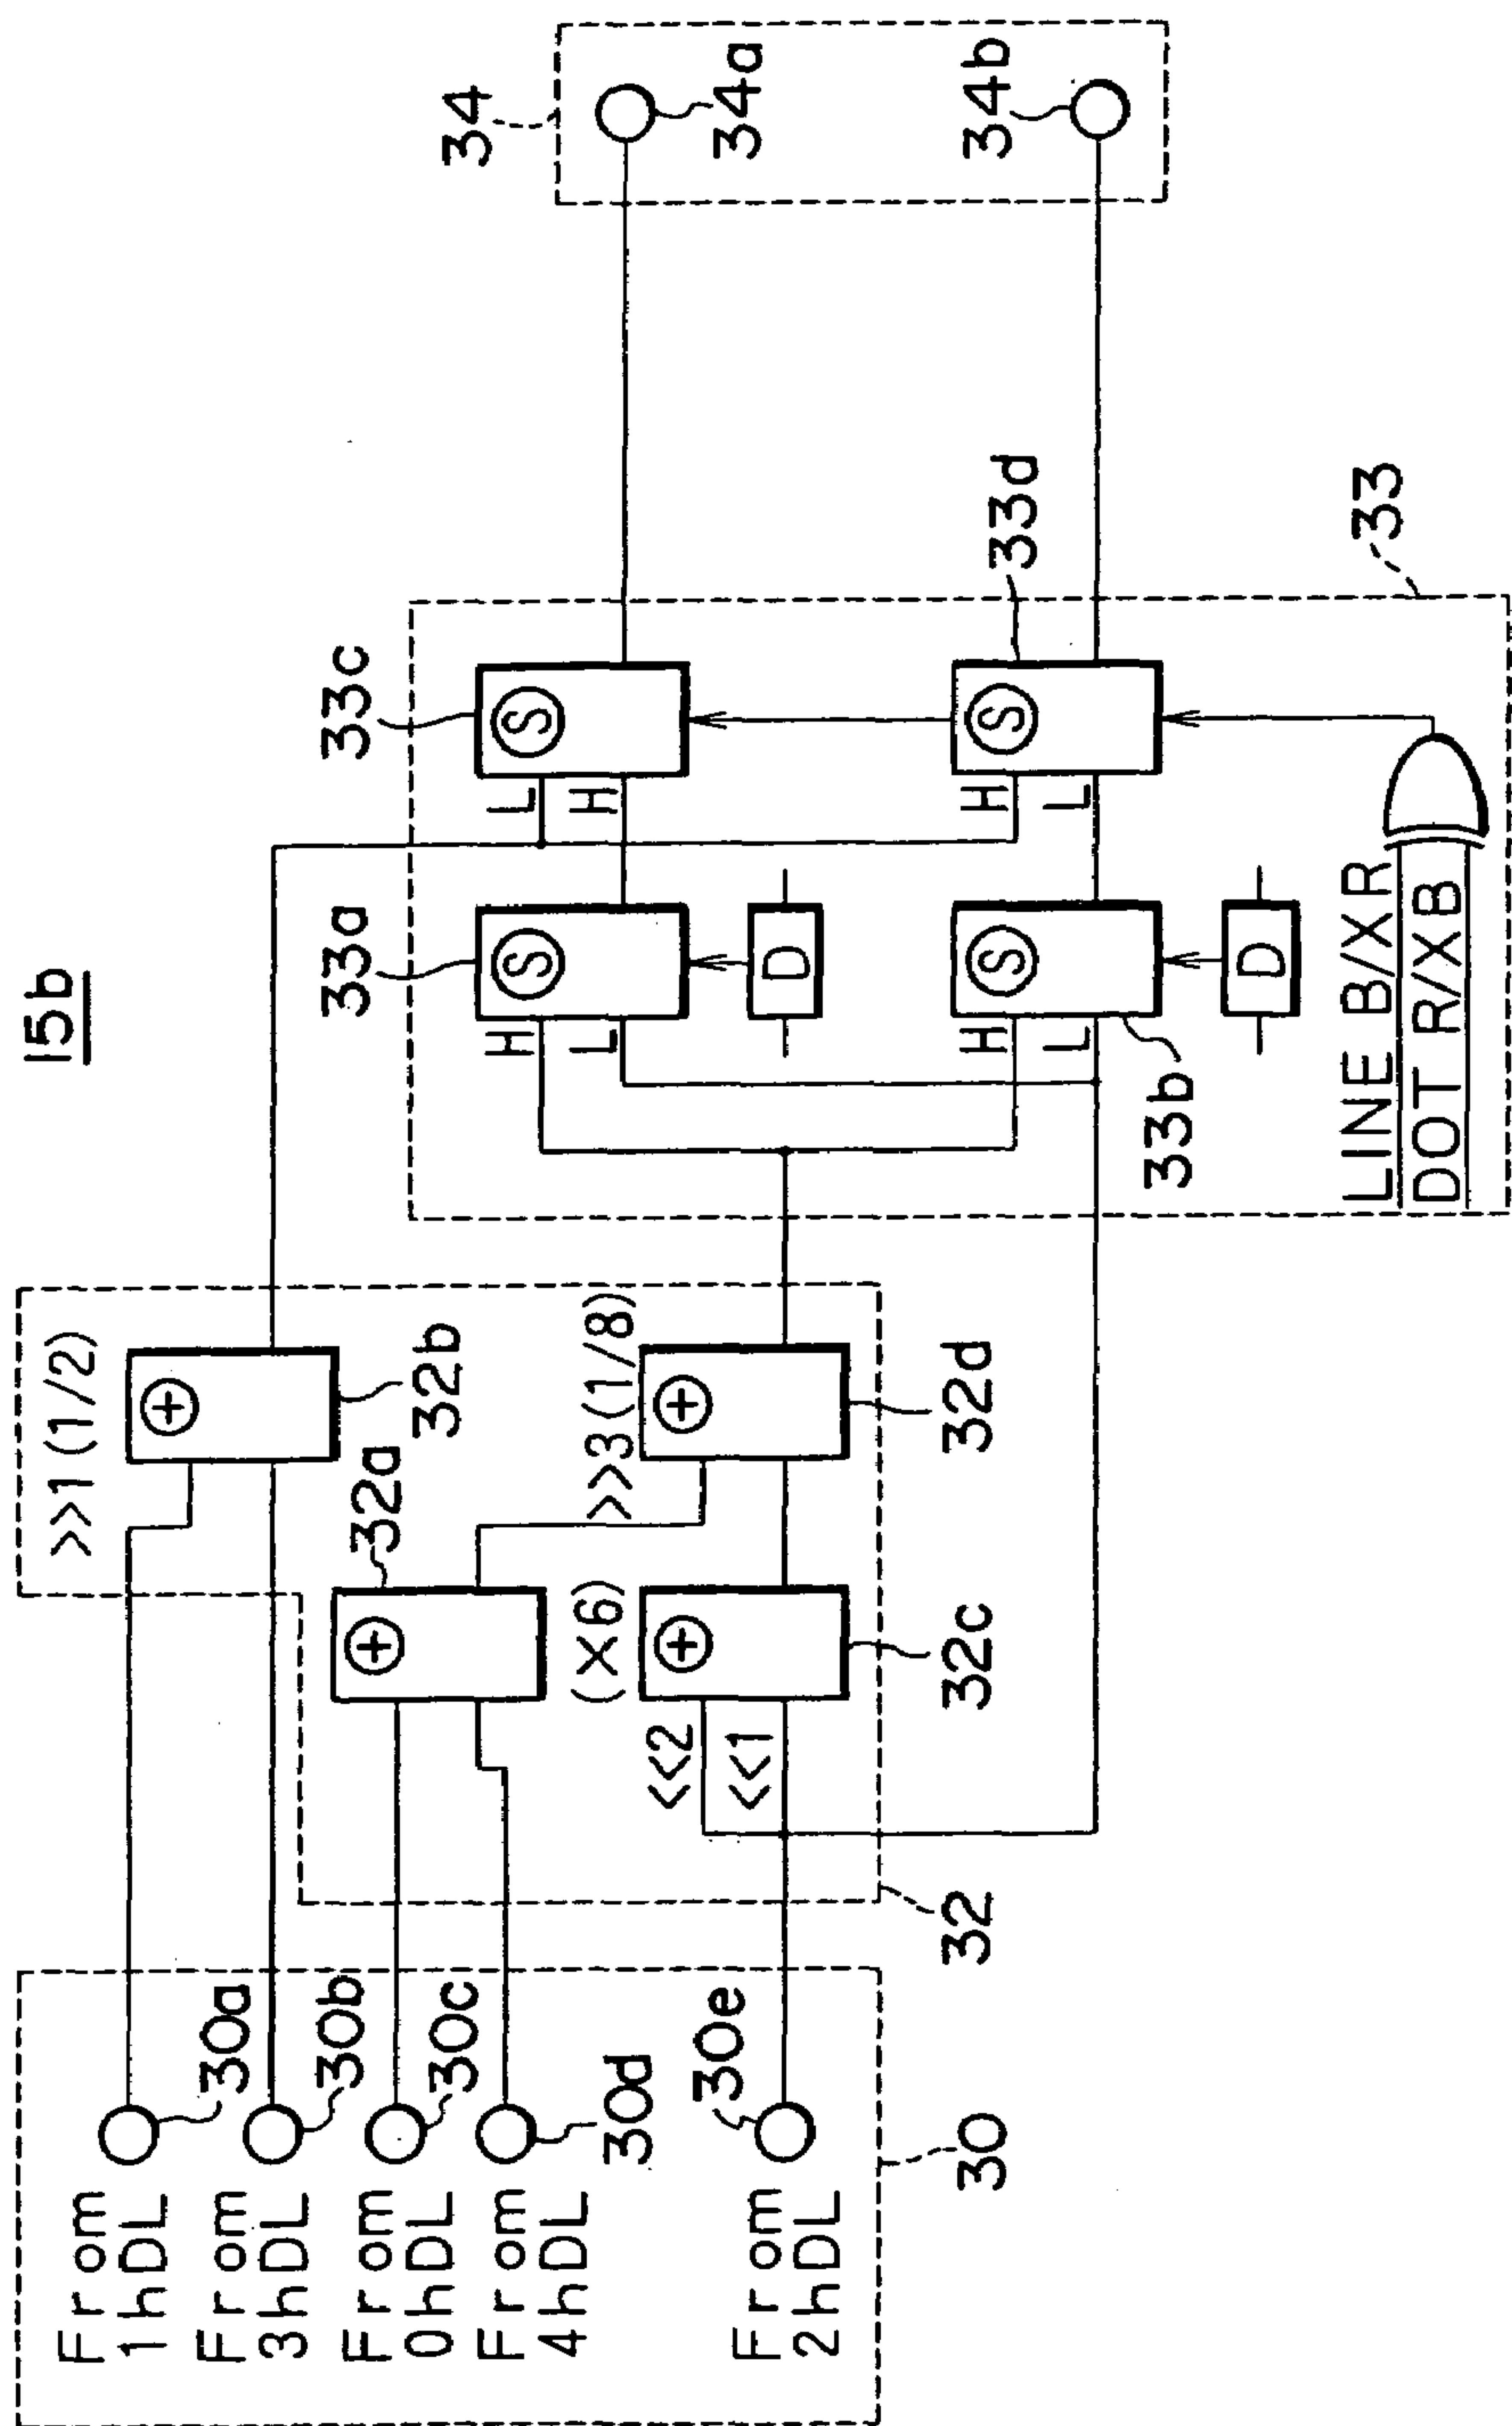 15b
From
1hDL
30a
From
3hDL
30b
From
0hDL
30c
From
4hDL
30d
From
2hDL
30e
30
>>1(1/2)
32b
32a
(×6)
>>3(1/8)
<<2
<<1
32c
32d
32
33a
H
L
D
33c
L
H
33b
H
L
D
33d
H
L
LINE B/XR
DOT R/XB
33
34
34a
34b
S
S
S
S